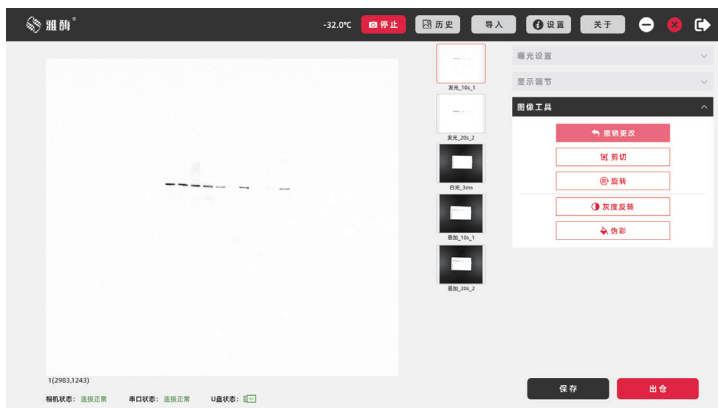 雅酶®
-32.0℃ 停止 历史 导入 设置 关于
发光_10s_1
发光_20s_2
白光_3ms
叠加_10s_1
叠加_20s_2
曝光设置
显示调节
图像工具
撤销更改
剪切
旋转
灰度反转
伪彩
1(2983,1243)
相机状态: 连接正常 串口状态: 连接正常 U盘状态:
保存 出仓